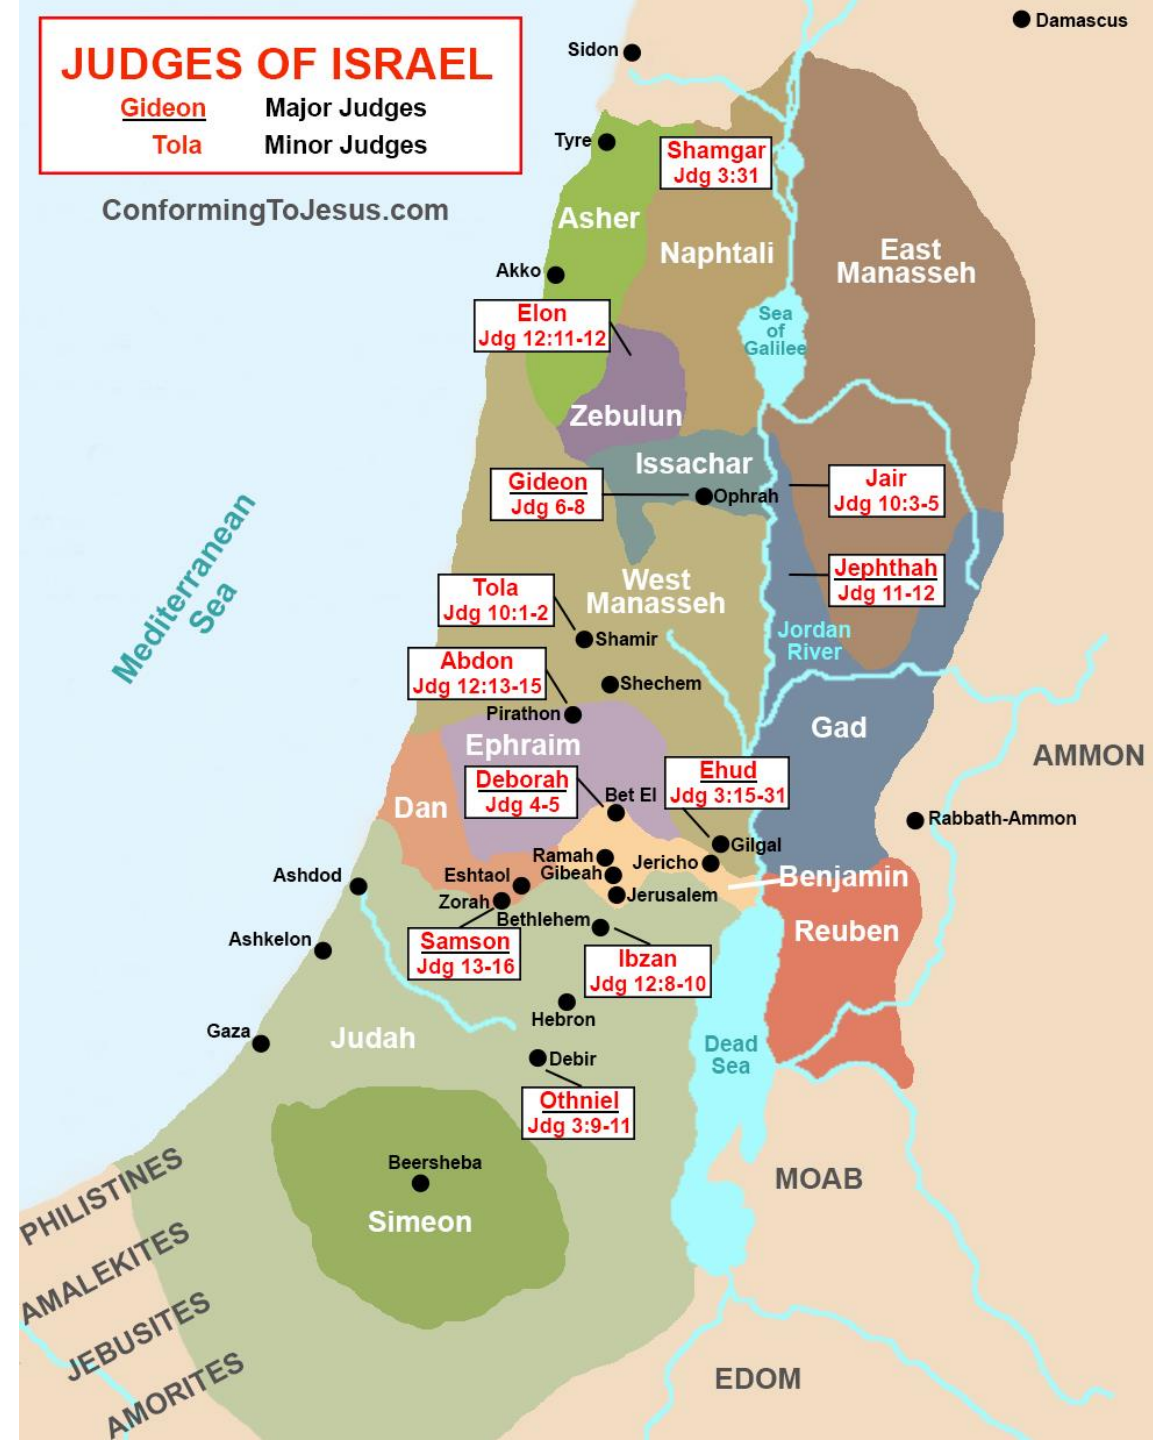 JUDGES OF ISRAEL
Gideon Major Judges
Tola Minor Judges
ConformingToJesus.com
Damascus
Sidon
Tyre
Shamgar
Jdg 3:31
Asher
Naphtali
East
Manasseh
Akko
Elon
Jdg 12:11-12
Sea
of
Galilee
Zebulun
Issachar
Gideon
Jdg 6-8
Ophrah
Jair
Jdg 10:3-5
Mediterranean
Sea
West
Manasseh
Jephthah
Jdg 11-12
Tola
Jdg 10:1-2
Shamir
Jordan
River
Abdon
Jdg 12:13-15
Shechem
Pirathon
Ephraim
Gad
AMMON
Deborah
Jdg 4-5
Bet El
Ehud
Jdg 3:15-31
Dan
Rabbath-Ammon
Gilgal
Ramah
Gibeah
Jericho
Benjamin
Ashdod
Eshtaol
Zorah
Jerusalem
Bethlehem
Reuben
Ashkelon
Samson
Jdg 13-16
Ibzan
Jdg 12:8-10
Hebron
Gaza
Judah
Dead
Sea
Debir
Othniel
Jdg 3:9-11
Beersheba
Simeon
MOAB
PHILISTINES
AMALEKITES
JEBUSITES
AMORITES
EDOM